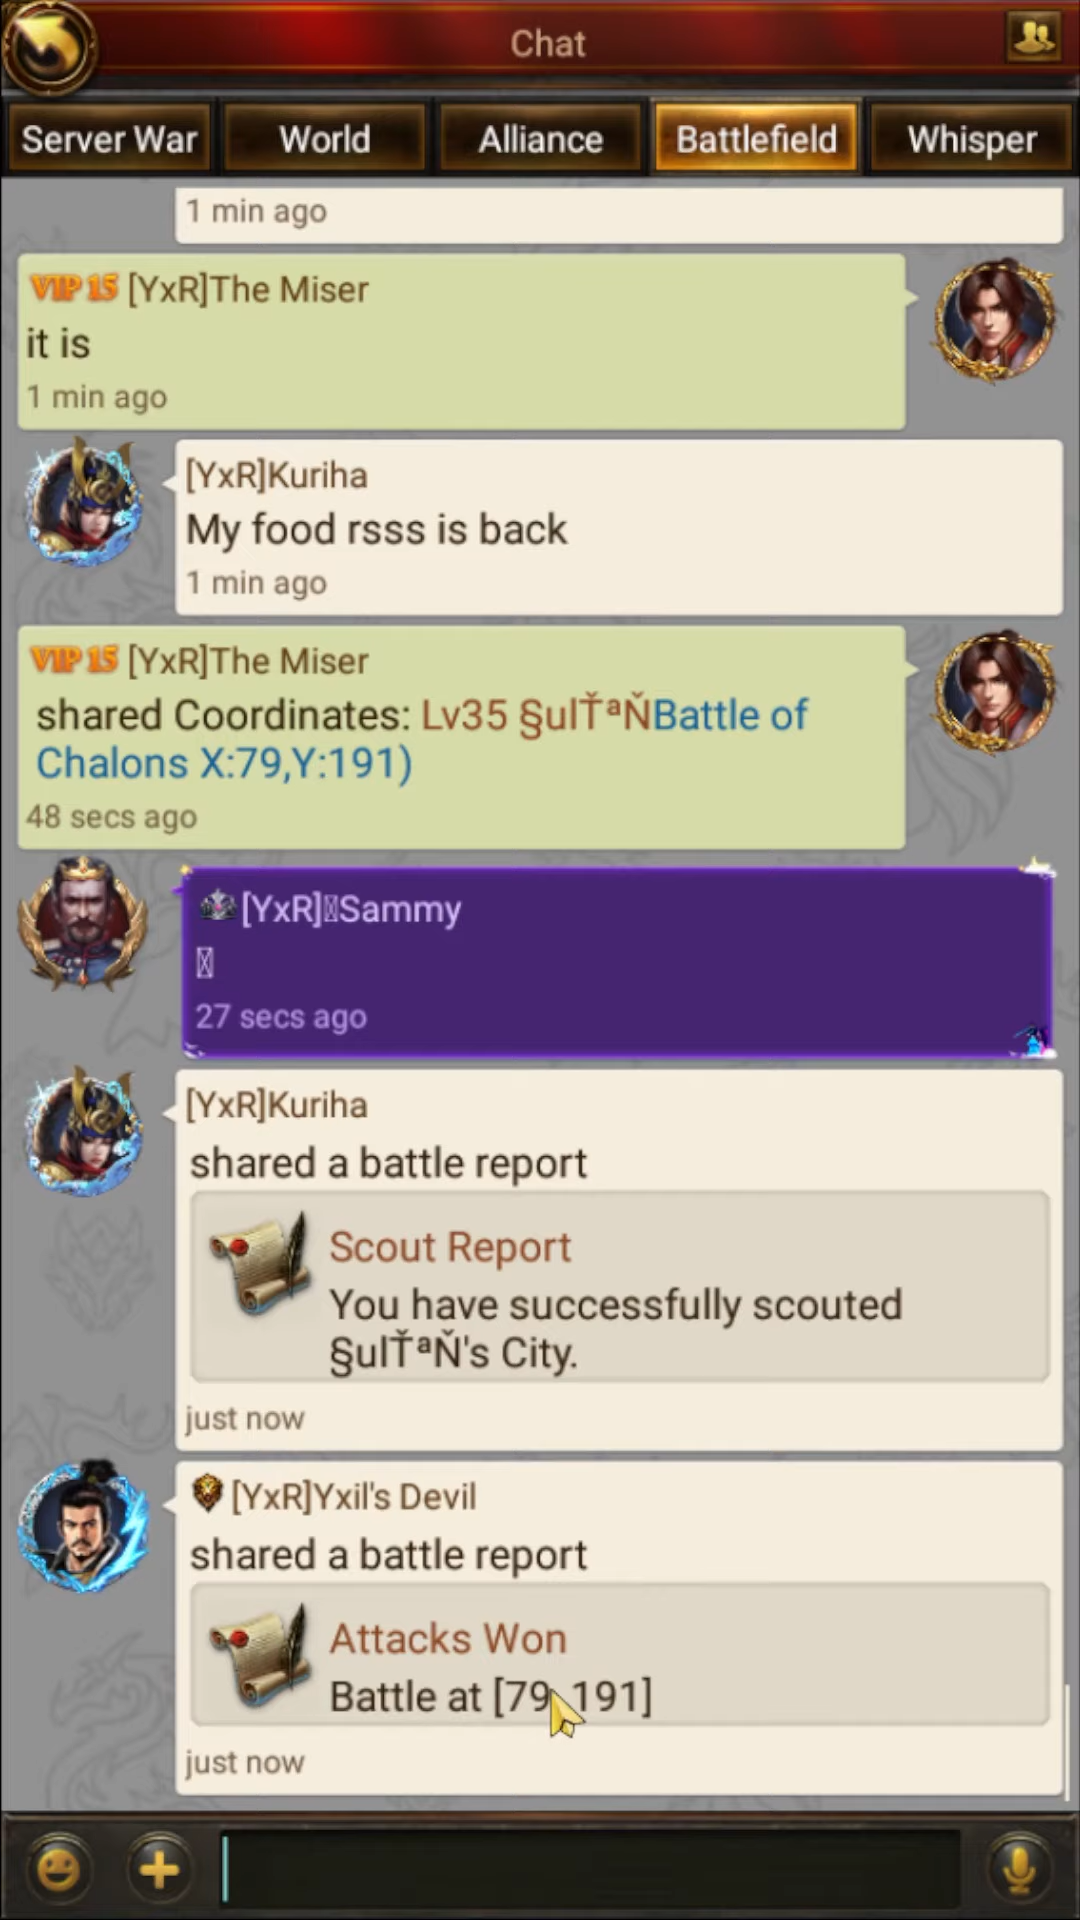 Chat
Server War
World
Alliance
Battlefield
Whisper
1 min ago
VIP 15 [YxR]The Miser
it is
1 min ago
[YxR]Kuriha
My food rsss is back
1 min ago
VIP 15 [YxR]The Miser
shared Coordinates: Lv35 §ulŤªŇBattle of
Chalons X:79,Y:191)
48 secs ago
[YxR]Sammy
27 secs ago
[YxR]Kuriha
shared a battle report
Scout Report
You have successfully scouted
§ulŤªŇ's City.
just now
[YxR]Yxil's Devil
shared a battle report
Attacks Won
Battle at [79, 191]
just now